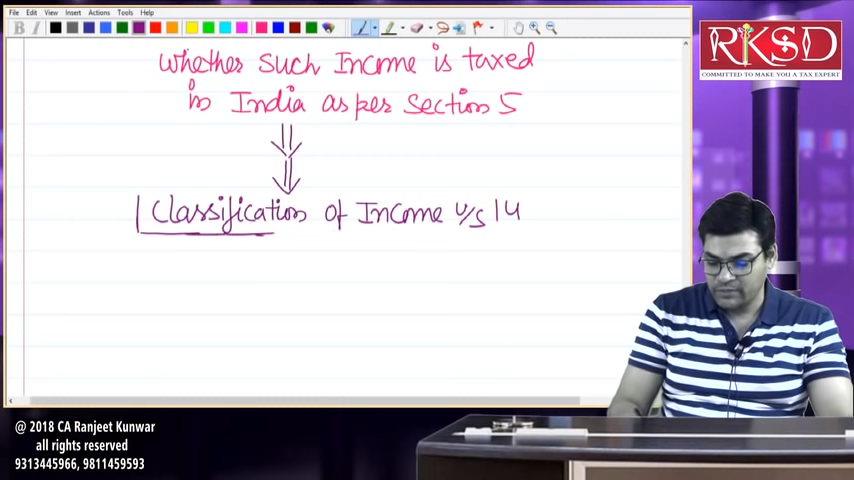 File Edit View Insert Actions Tools Help
B I
whether such Income is taxed
in India as per Section 5
Classification of Income u/s 14
RKSD
COMMITTED TO MAKE YOU A TAX EXPERT
@ 2018 CA Ranjeet Kunwar
all rights reserved
9313445966, 9811459593